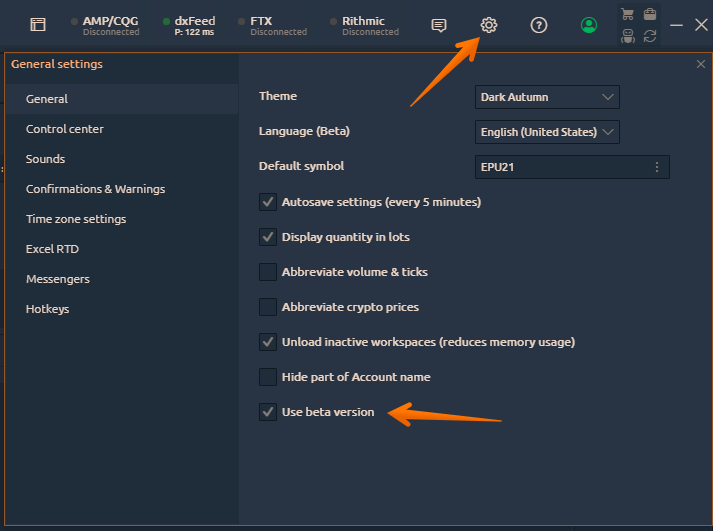 AMP/CQG
Disconnected
dxFeed
P: 122 ms
FTX
Disconnected
Rithmic
Disconnected
General settings
General
Control center
Sounds
Confirmations & Warnings
Time zone settings
Excel RTD
Messengers
Hotkeys
Theme
Dark Autumn
Language (Beta)
English (United States)
Default symbol
EPU21
Autosave settings (every 5 minutes)
Display quantity in lots
Abbreviate volume & ticks
Abbreviate crypto prices
Unload inactive workspaces (reduces memory usage)
Hide part of Account name
Use beta version